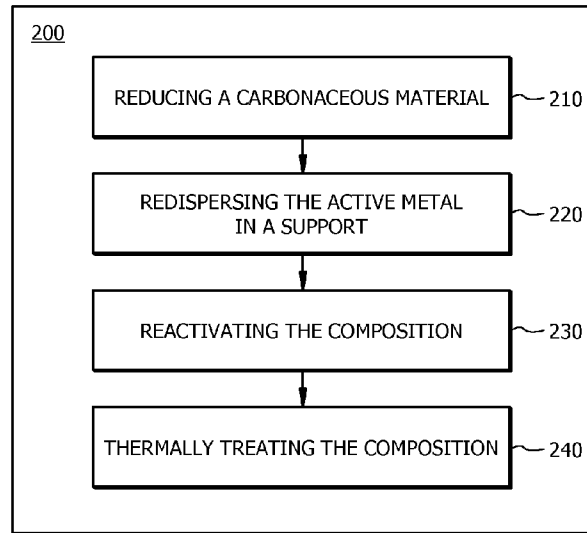 200
REDUCING A CARBONACEOUS MATERIAL
210
REDISPERSING THE ACTIVE METAL
IN A SUPPORT
220
REACTIVATING THE COMPOSITION
230
THERMALLY TREATING THE COMPOSITION
240